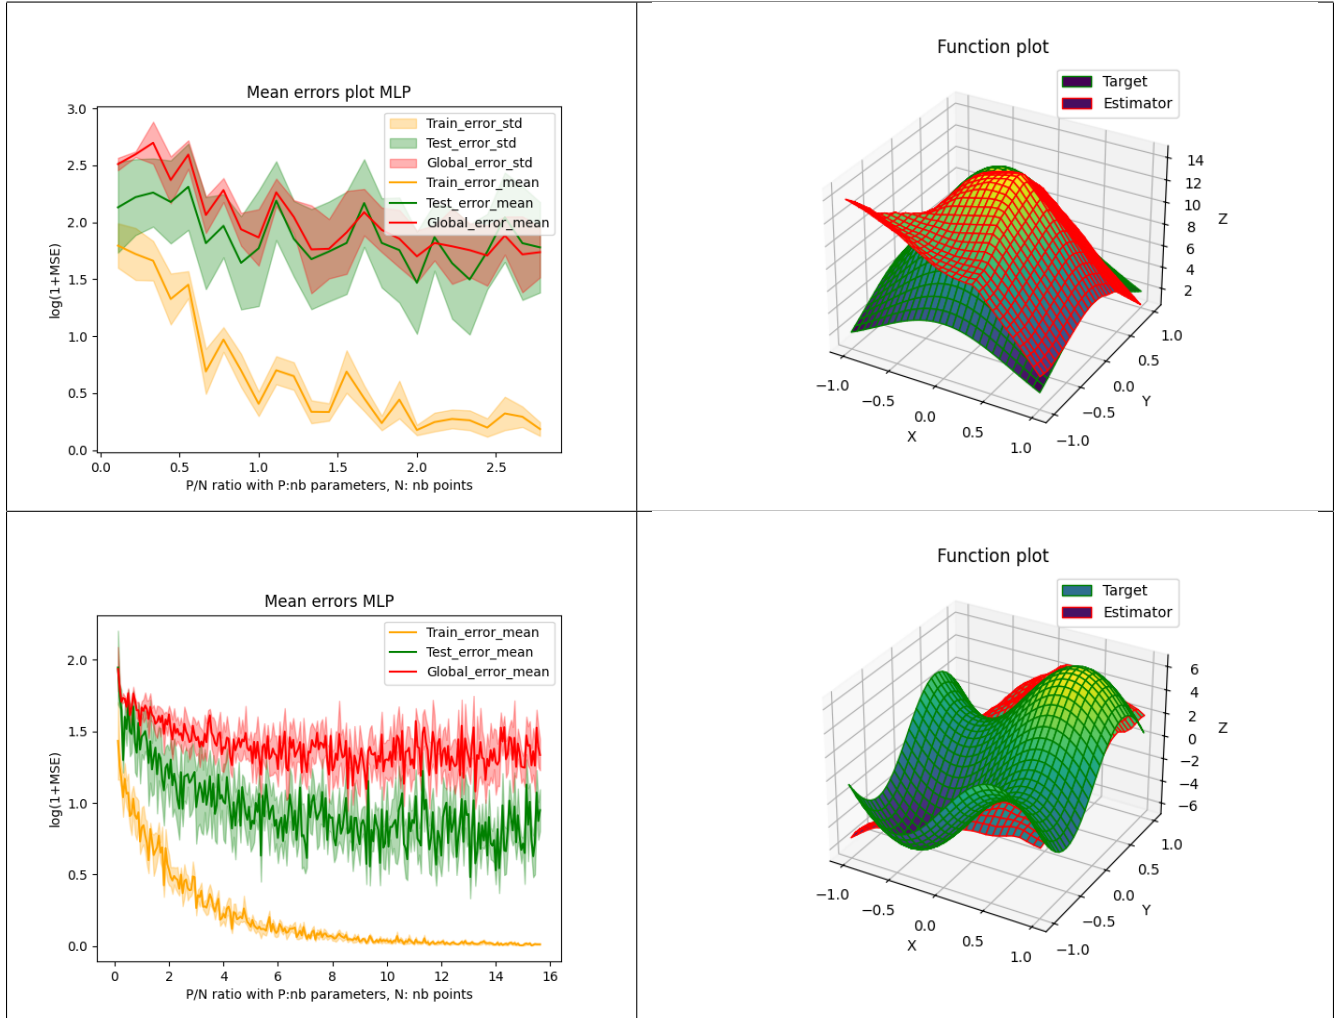 Mean errors plot MLP
3.0
2.5
2.0
1.5
1.0
0.5
0.0
log(1+MSE)
Train_error_std
Test_error_std
Global_error_std
Train_error_mean
Test_error_mean
Global_error_mean
0.0 0.5 1.0 1.5 2.0 2.5
P/N ratio with P:nb parameters, N: nb points
Function plot
Target
Estimator
14
12
10
8
6
4
2
Z
−1.0 −0.5 0.0 0.5 1.0
X
−1.0 −0.5 0.0 0.5 1.0
Y
Mean errors MLP
2.0
1.5
1.0
0.5
0.0
log(1+MSE)
Train_error_mean
Test_error_mean
Global_error_mean
0 2 4 6 8 10 12 14 16
P/N ratio with P:nb parameters, N: nb points
Function plot
Target
Estimator
6
4
2
0
−2
−4
−6
Z
−1.0 −0.5 0.0 0.5 1.0
X
−1.0 −0.5 0.0 0.5 1.0
Y